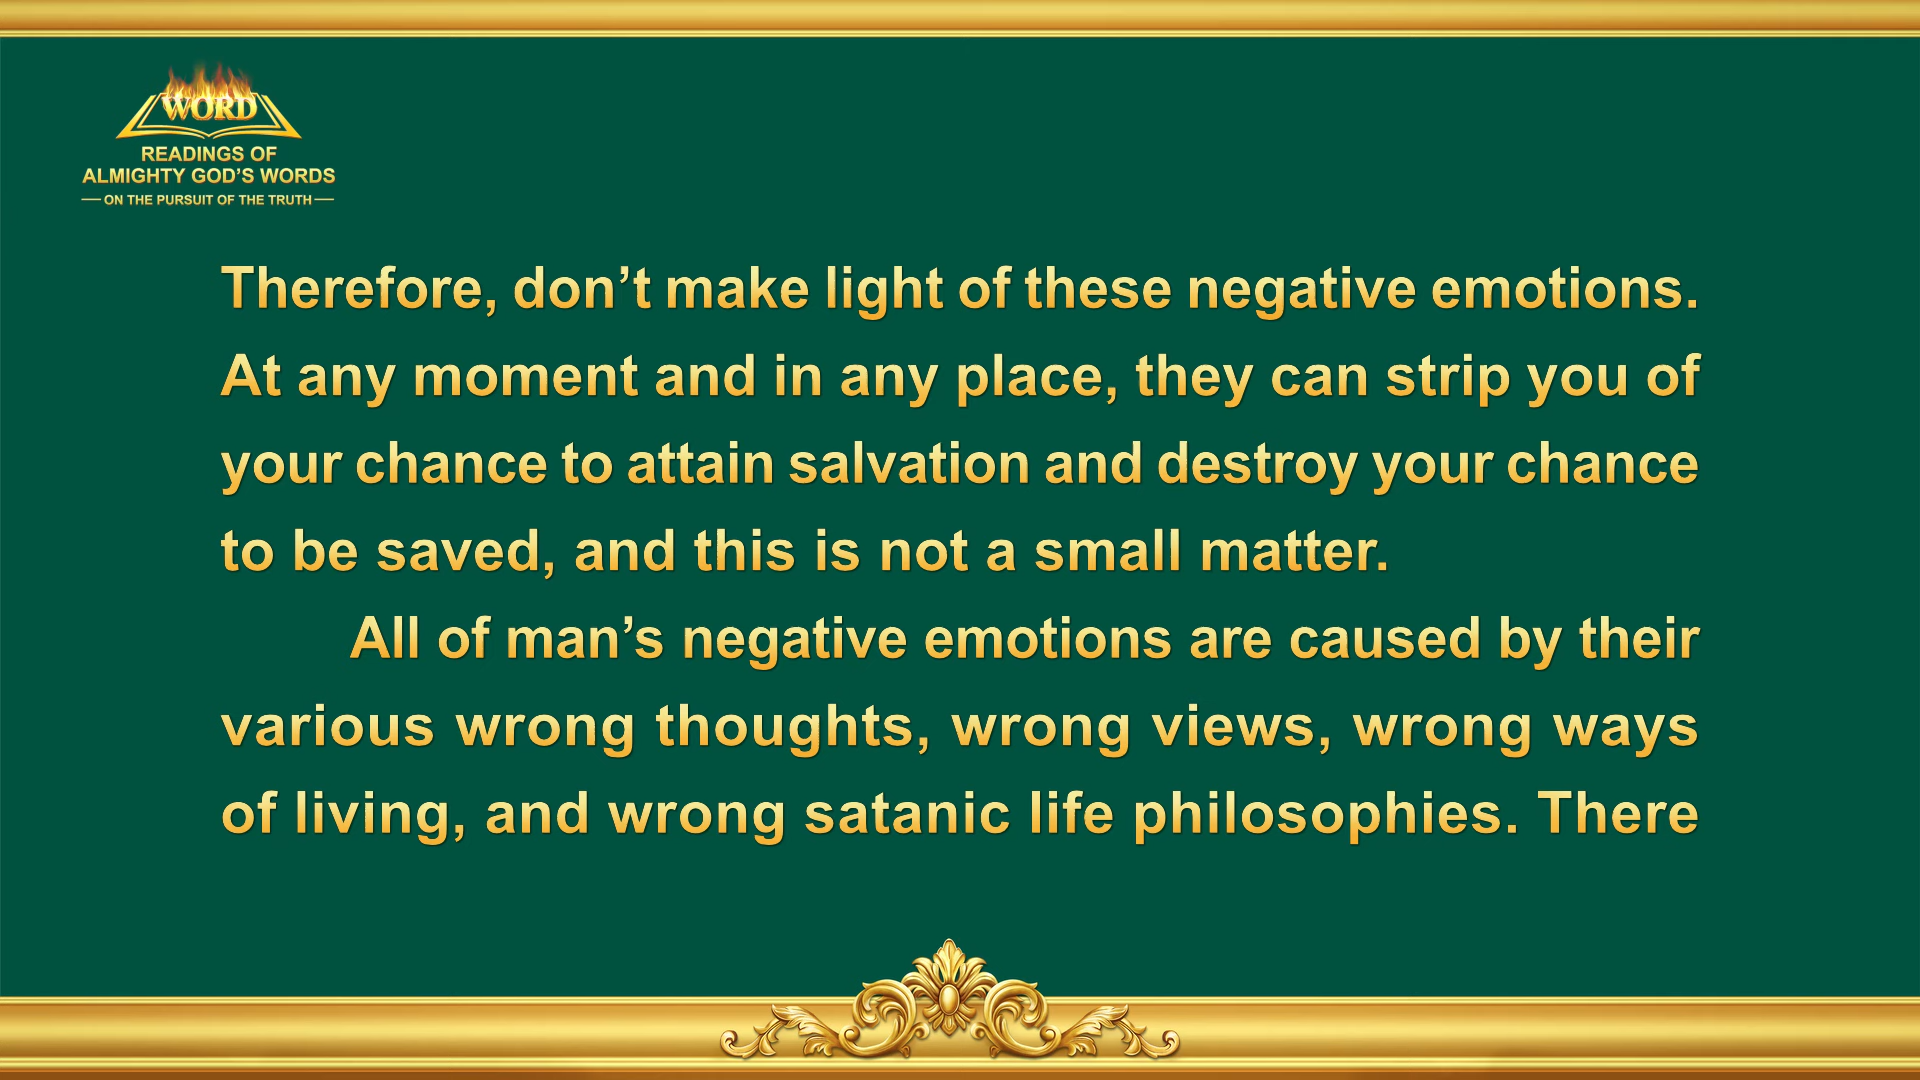 WORD
READINGS OF
ALMIGHTY GOD’S WORDS
ON THE PURSUIT OF THE TRUTH
Therefore, don’t make light of these negative emotions.
At any moment and in any place, they can strip you of
your chance to attain salvation and destroy your chance
to be saved, and this is not a small matter.
All of man’s negative emotions are caused by their
various wrong thoughts, wrong views, wrong ways
of living, and wrong satanic life philosophies. There